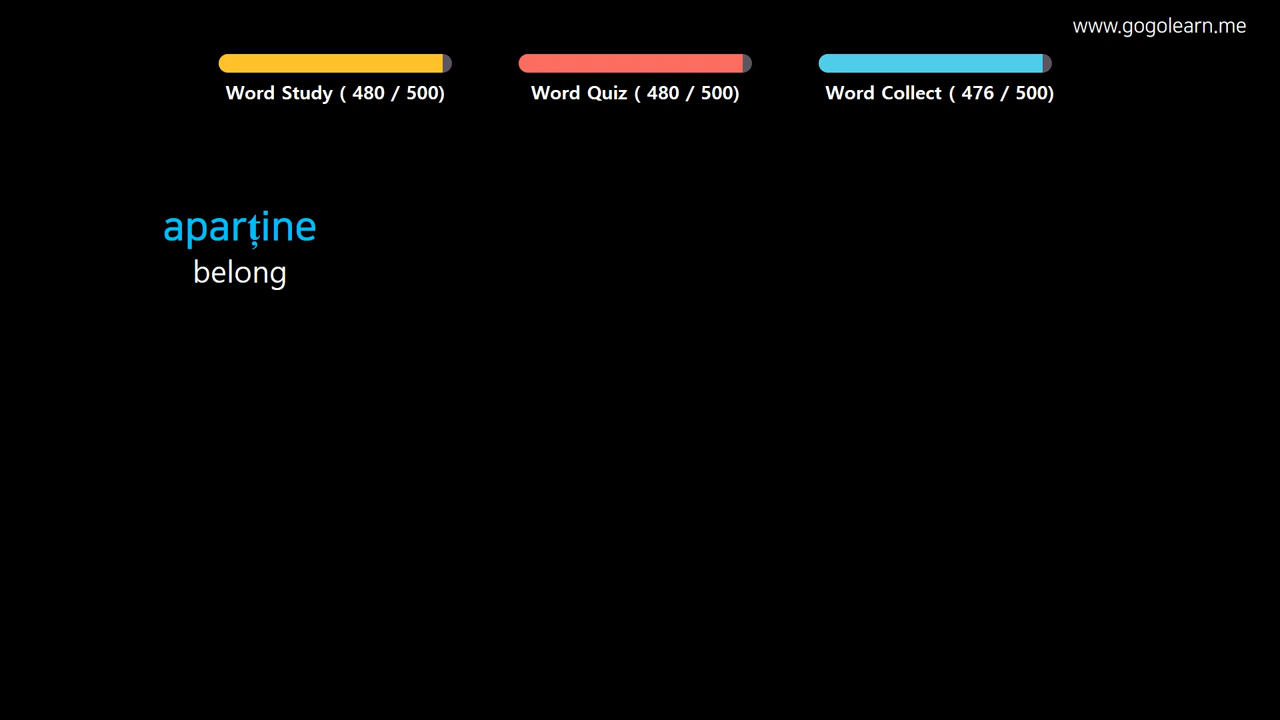 www.gogolearn.me
Word Study ( 480 / 500)
Word Quiz ( 480 / 500)
Word Collect ( 476 / 500)
aparține
belong